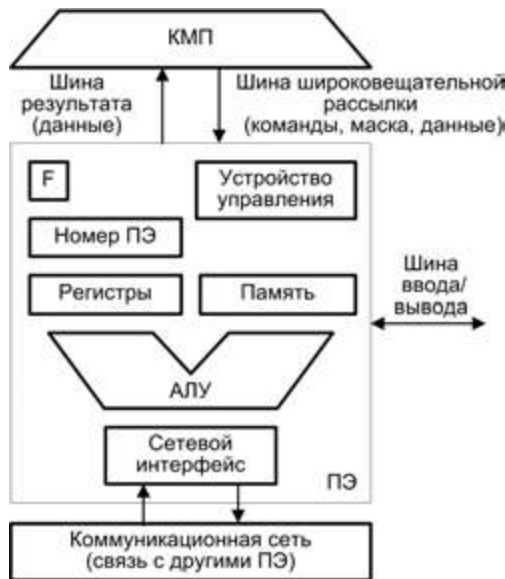 КМП
Шина
результата
(данные)
Шина широковещательной
рассылки
(команды, маска, данные)
F
Устройство
управления
Номер ПЭ
Регистры
Память
Шина
ввода/
вывода
АЛУ
Сетевой
интерфейс
ПЭ
Коммуникационная сеть
(связь с другими ПЭ)